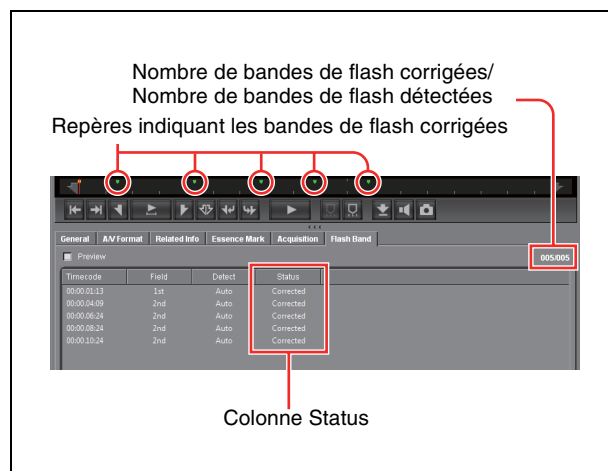 Nombre de bandes de flash corrigées/
Nombre de bandes de flash détectées
Repères indiquant les bandes de flash corrigées
General A/V Format Related Info Essence Mark Acquisition Flash Band
Preview 005/005
Timecode Field Detect Status
00:00.01:13 1st Auto Corrected
00:00.04:09 2nd Auto Corrected
00:00.06:24 2nd Auto Corrected
00:00.08:24 2nd Auto Corrected
00:00.10:24 2nd Auto Corrected
Colonne Status